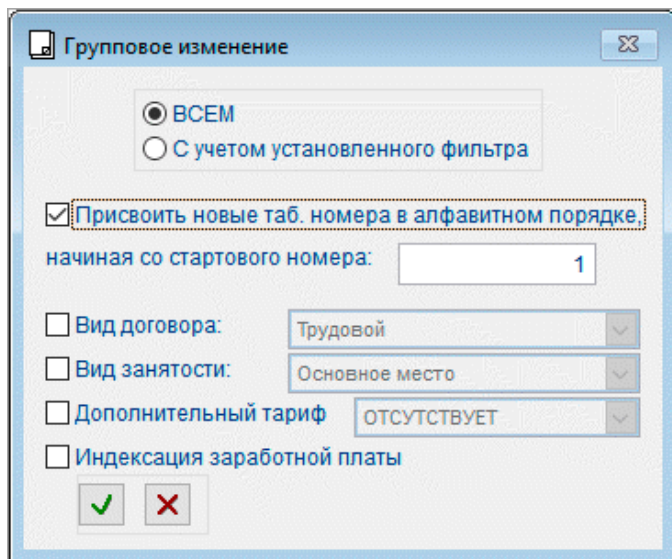 Групповое изменение
ВСЕМ
С учетом установленного фильтра
Присвоить новые таб. номера в алфавитном порядке,
начиная со стартового номера: 1
Вид договора: Трудовой
Вид занятости: Основное место
Дополнительный тариф ОТСУТСТВУЕТ
Индексация заработной платы